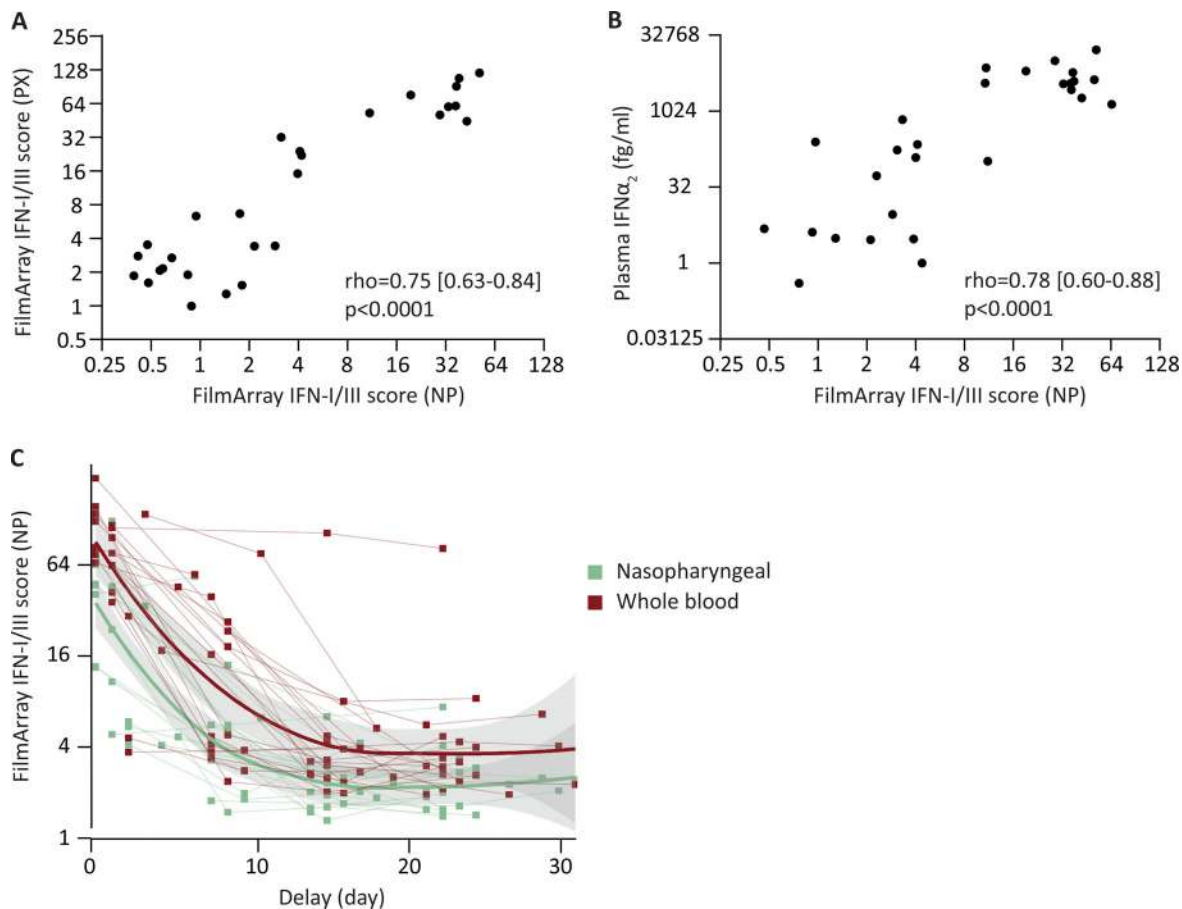 A
FilmArray IFN-I/III score (PX)
256
128
64
32
16
8
4
2
1
0.5
rho=0.75 [0.63-0.84]
p<0.0001
0.25 0.5 1 2 4 8 16 32 64 128
FilmArray IFN-I/III score (NP)
B
Plasma IFNα₂ (fg/ml)
32768
1024
32
1
0.03125
rho=0.78 [0.60-0.88]
p<0.0001
0.25 0.5 1 2 4 8 16 32 64 128
FilmArray IFN-I/III score (NP)
C
FilmArray IFN-I/III score (NP)
64
16
4
1
0 10 20 30
Delay (day)
Nasopharyngeal
Whole blood